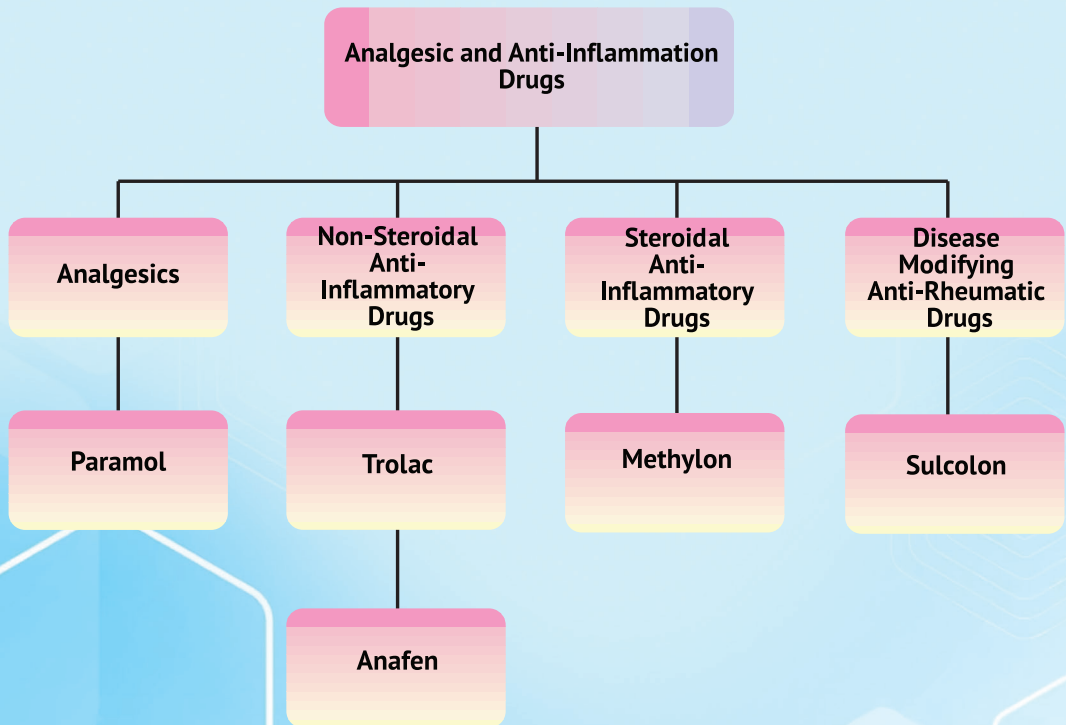 Analgesic and Anti-Inflammation
Drugs
Analgesics
Non-Steroidal
Anti-
Inflammatory
Drugs
Steroidal
Anti-
Inflammatory
Drugs
Disease
Modifying
Anti-Rheumatic
Drugs
Paramol
Trolac
Methylon
Sulcolon
Anafen